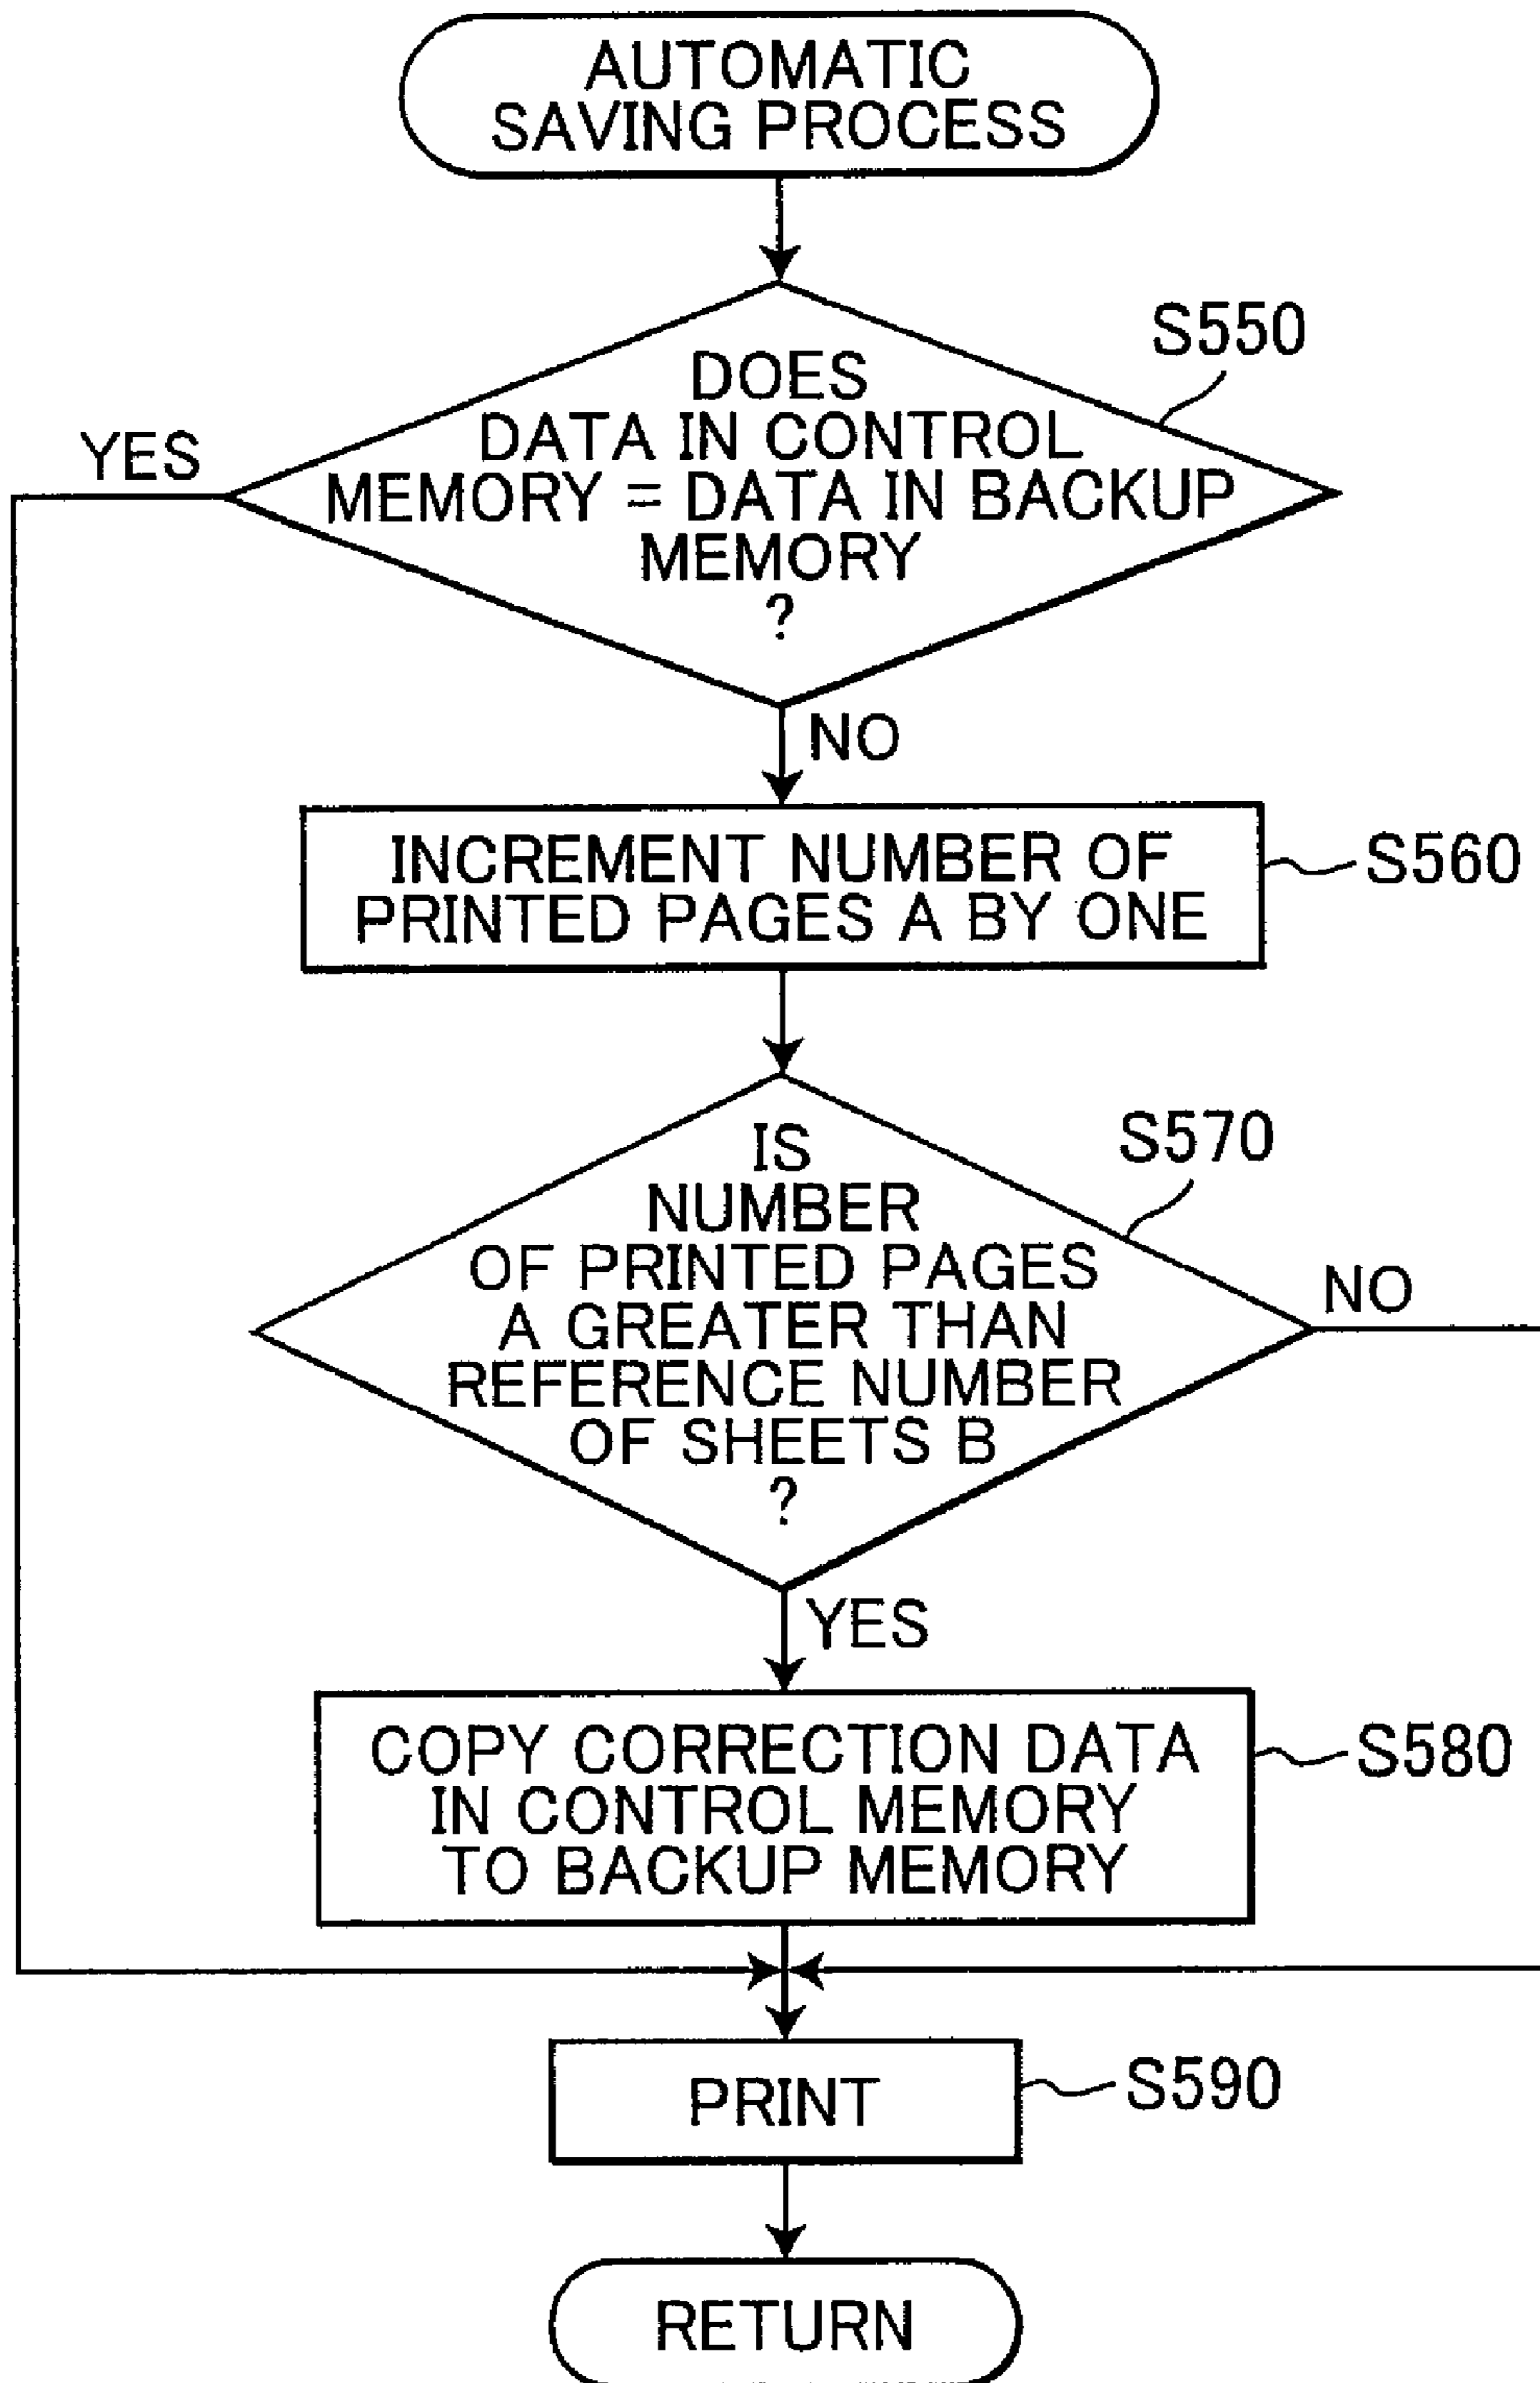 AUTOMATIC
SAVING PROCESS
S550
DOES
DATA IN CONTROL
MEMORY = DATA IN BACKUP
MEMORY
?
YES
NO
INCREMENT NUMBER OF
PRINTED PAGES A BY ONE
S560
S570
IS
NUMBER
OF PRINTED PAGES
A GREATER THAN
REFERENCE NUMBER
OF SHEETS B
?
NO
YES
COPY CORRECTION DATA
IN CONTROL MEMORY
TO BACKUP MEMORY
S580
PRINT
S590
RETURN